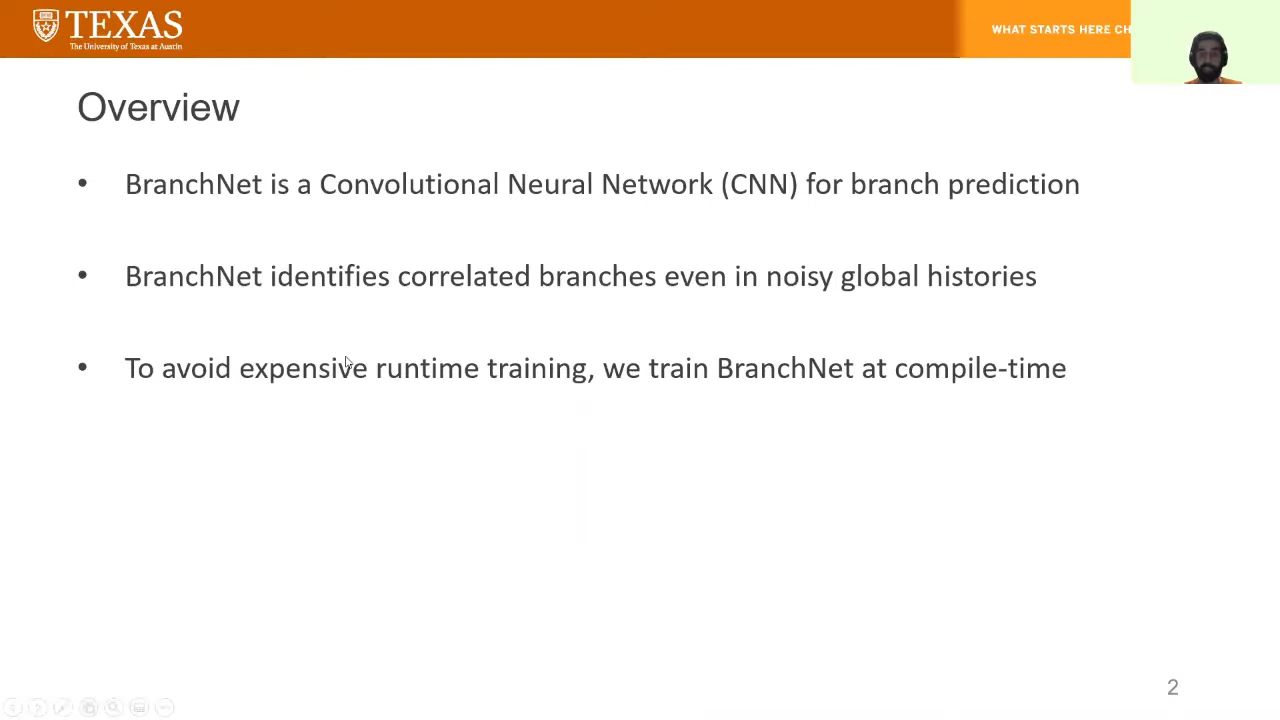 TEXAS
The University of Texas at Austin
WHAT STARTS HERE CH
Overview
• BranchNet is a Convolutional Neural Network (CNN) for branch prediction
• BranchNet identifies correlated branches even in noisy global histories
• To avoid expensive runtime training, we train BranchNet at compile-time
2